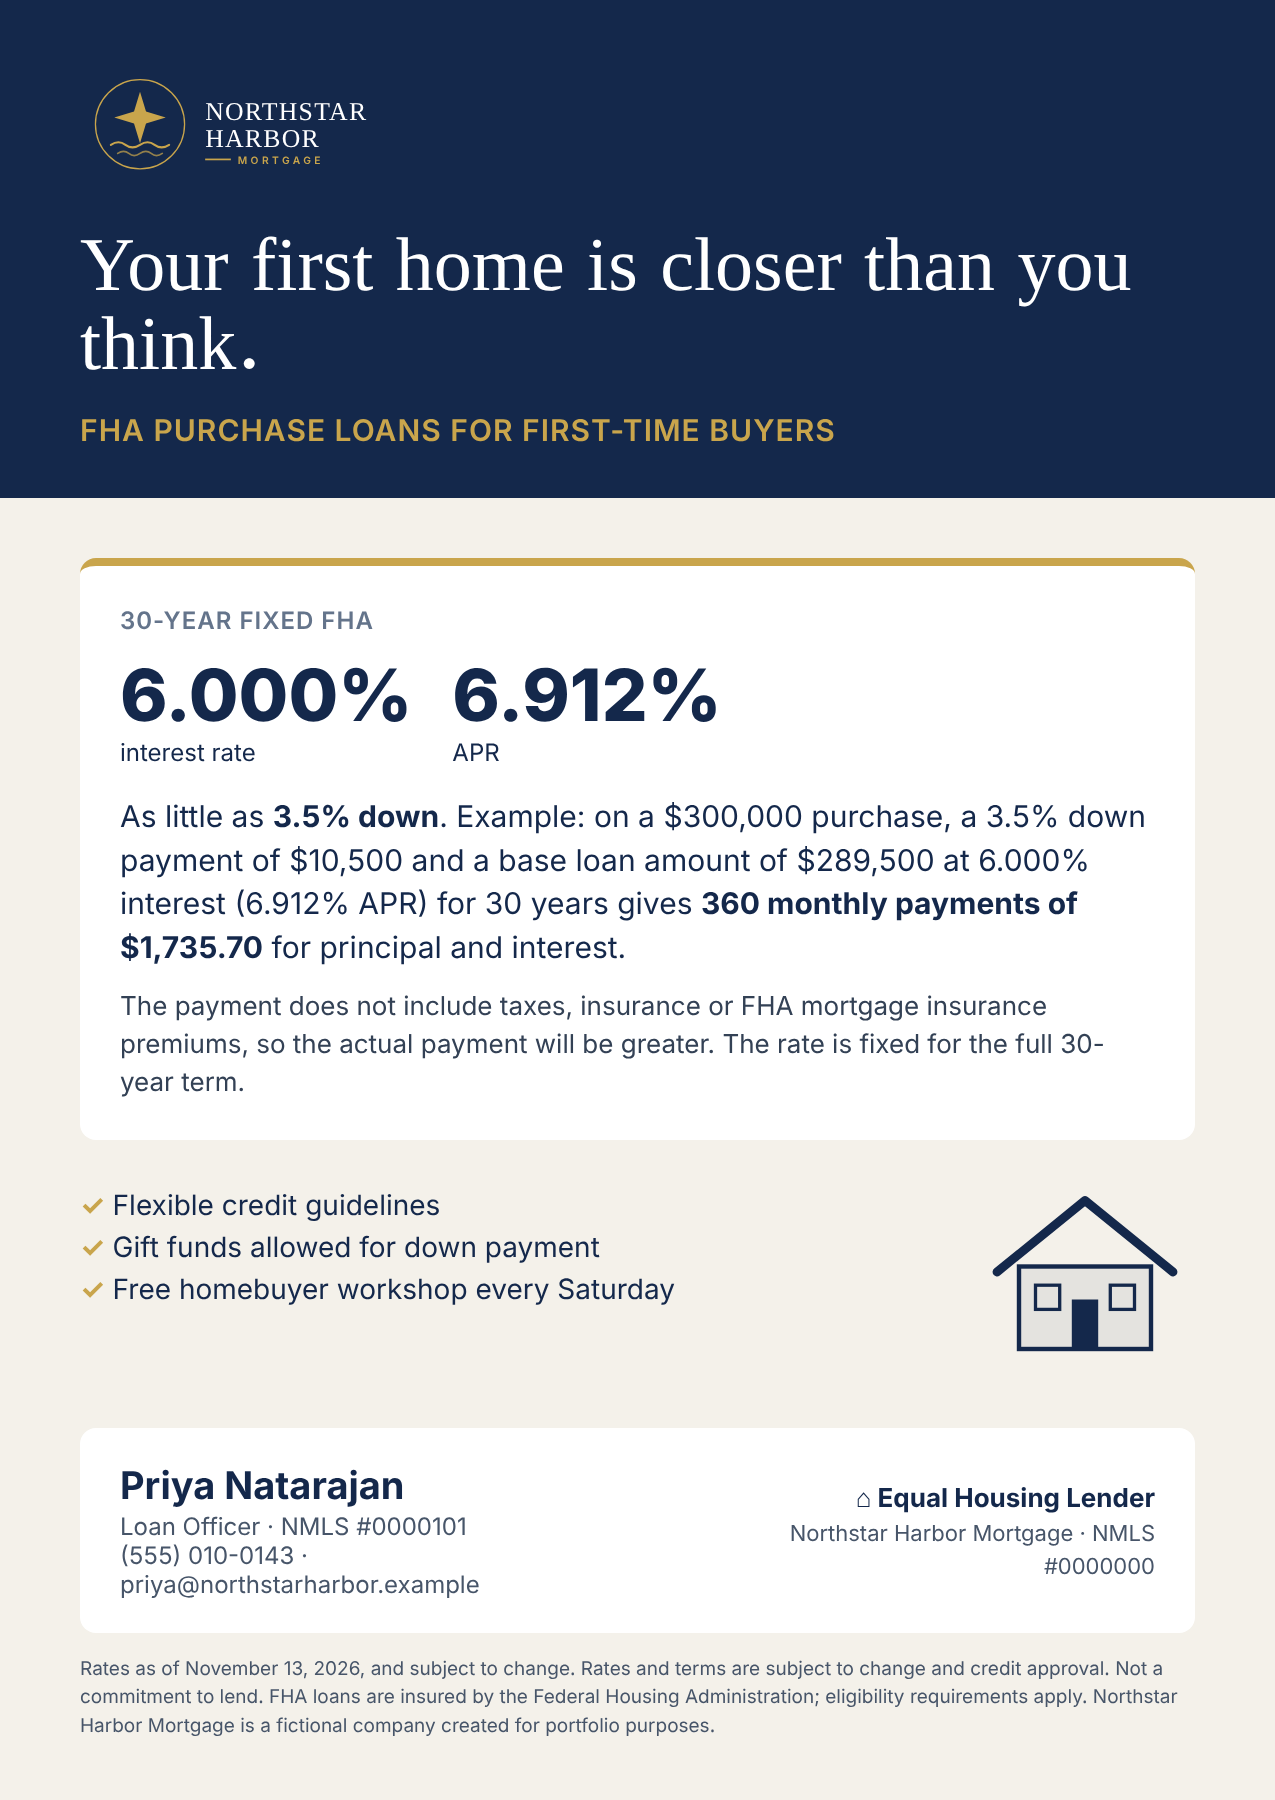 NORTHSTAR
HARBOR
MORTGAGE
Your first home is closer than you
think.
FHA PURCHASE LOANS FOR FIRST-TIME BUYERS
30-YEAR FIXED FHA
6.000% 6.912%
interest rate APR
As little as 3.5% down. Example: on a $300,000 purchase, a 3.5% down
payment of $10,500 and a base loan amount of $289,500 at 6.000%
interest (6.912% APR) for 30 years gives 360 monthly payments of
$1,735.70 for principal and interest.
The payment does not include taxes, insurance or FHA mortgage insurance
premiums, so the actual payment will be greater. The rate is fixed for the full 30-
year term.
✓ Flexible credit guidelines
✓ Gift funds allowed for down payment
✓ Free homebuyer workshop every Saturday
Priya Natarajan
Loan Officer · NMLS #0000101
(555) 010-0143 ·
priya@northstarharbor.example
⌂ Equal Housing Lender
Northstar Harbor Mortgage · NMLS
#0000000
Rates as of November 13, 2026, and subject to change. Rates and terms are subject to change and credit approval. Not a
commitment to lend. FHA loans are insured by the Federal Housing Administration; eligibility requirements apply. Northstar
Harbor Mortgage is a fictional company created for portfolio purposes.